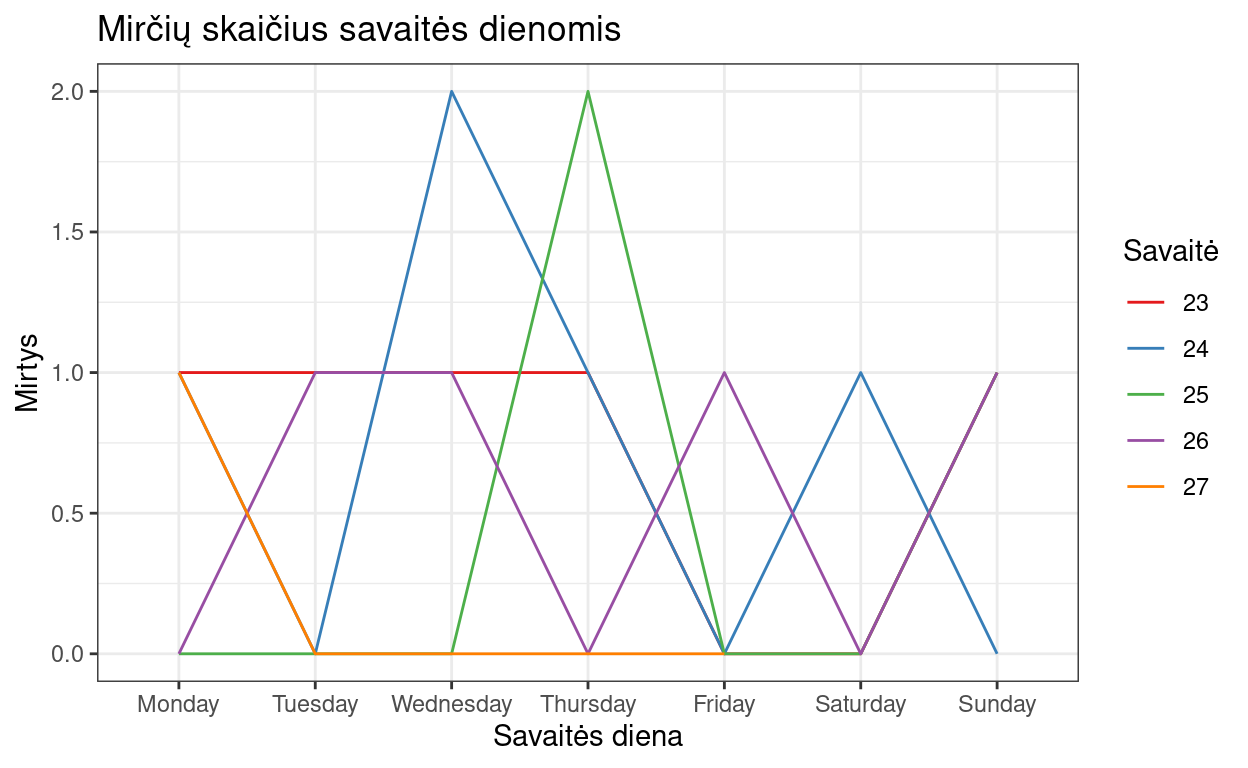 Mirčių skaičius savaitės dienomis
2.0
1.5
1.0
0.5
0.0
Mirtys
Monday Tuesday Wednesday Thursday Friday Saturday Sunday
Savaitės diena
Savaitė
23
24
25
26
27